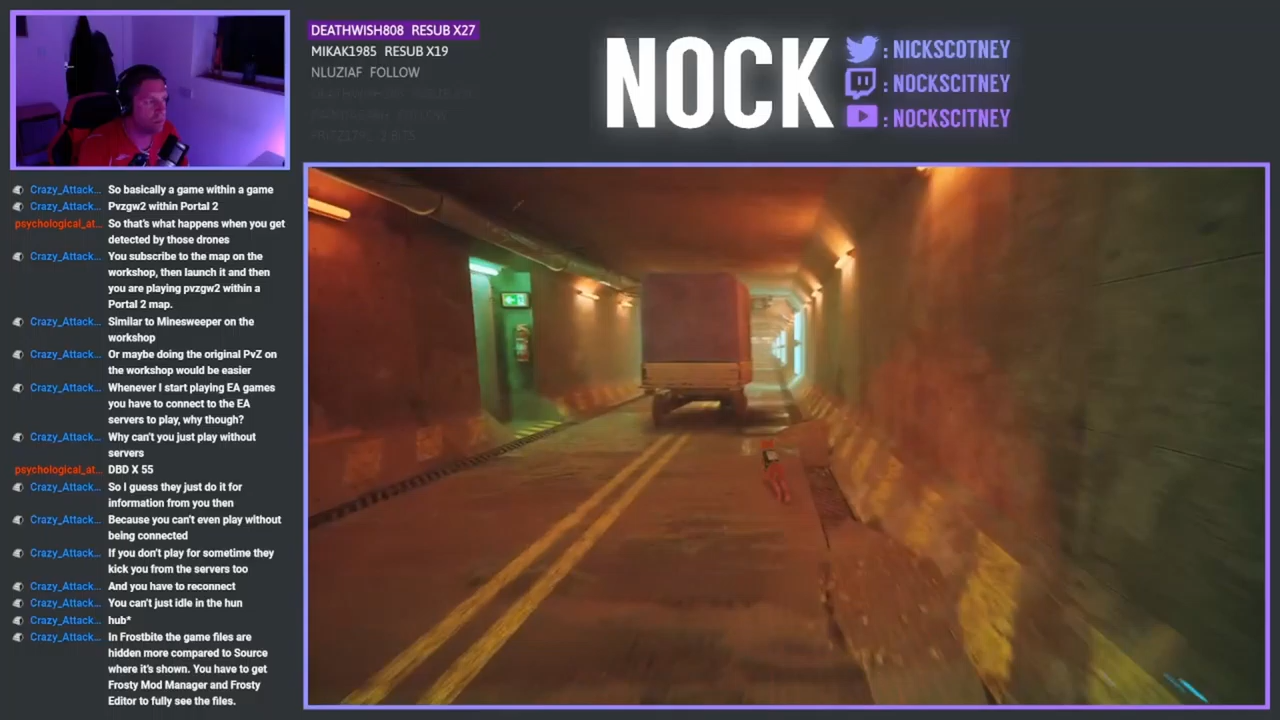 DEATHWISH808 RESUB X27
MIKAK1985 RESUB X19
NLUZIAF FOLLOW
NOCK
: NICKSCOTNEY
: NOCKSCITNEY
: NOCKSCITNEY
Crazy_Attack... So basically a game within a game
Crazy_Attack... Pvzgw2 within Portal 2
psychological_at... So that's what happens when you get
detected by those drones
Crazy_Attack... You subscribe to the map on the
workshop, then launch it and then
you are playing pvzgw2 within a
Portal 2 map.
Crazy_Attack... Similar to Minesweeper on the
workshop
Crazy_Attack... Or maybe doing the original PvZ on
the workshop would be easier
Crazy_Attack... Whenever I start playing EA games
you have to connect to the EA
servers to play, why though?
Crazy_Attack... Why can't you just play without
servers
psychological_at... DBD X 55
Crazy_Attack... So I guess they just do it for
information from you then
Crazy_Attack... Because you can't even play without
being connected
Crazy_Attack... If you don't play for sometime they
kick you from the servers too
Crazy_Attack... And you have to reconnect
Crazy_Attack... You can't just idle in the hun
Crazy_Attack... hub*
Crazy_Attack... In Frostbite the game files are
hidden more compared to Source
where it's shown. You have to get
Frosty Mod Manager and Frosty
Editor to fully see the files.